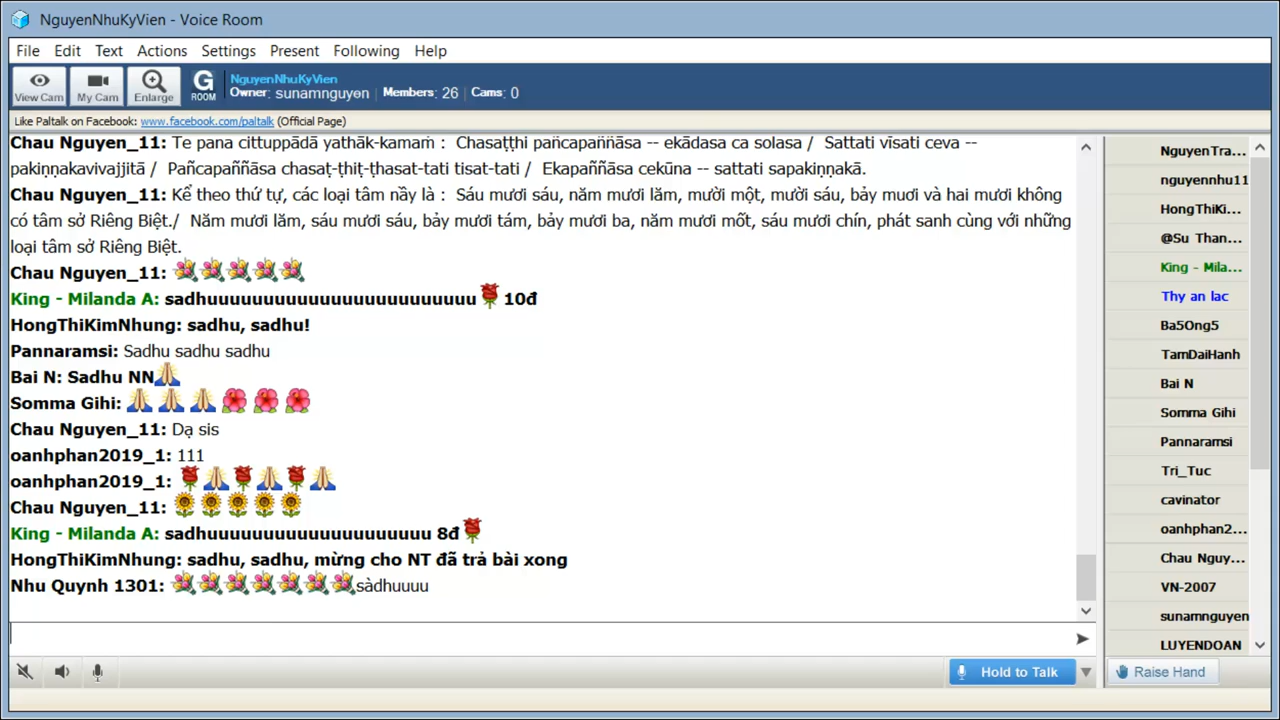 NguyenNhuKyVien - Voice Room
File Edit Text Actions Settings Present Following Help
View Cam My Cam Enlarge G ROOM
NguyenNhuKyVien
Owner: sunamnguyen | Members: 26 | Cams: 0
Like Paltalk on Facebook: www.facebook.com/paltalk (Official Page)
Chau Nguyen_11: Te pana cittuppādā yathāk-kamaṁ : Chasaṭṭhi pañcapaññāsa -- ekādasa ca solasa / Sattati vīsati ceva --
pakiṇṇakavivajjitā / Pañcapaññāsa chasaṭ-ṭhiṭ-ṭhasat-tati tisat-tati / Ekapaññāsa cekūna -- sattati sapakiṇṇakā.
Chau Nguyen_11: Kể theo thứ tự, các loại tâm nầy là : Sáu mươi sáu, năm mươi lăm, mười một, mười sáu, bảy mươi và hai mươi không
có tâm sở Riêng Biệt./ Năm mươi lăm, sáu mươi sáu, bảy mươi tám, bảy mươi ba, năm mươi mốt, sáu mươi chín, phát sanh cùng với những
loại tâm sở Riêng Biệt.
Chau Nguyen_11:
King - Milanda A: sadhuuuuuuuuuuuuuuuuuuuuuuuu 10đ
HongThiKimNhung: sadhu, sadhu!
Pannaramsi: Sadhu sadhu sadhu
Bai N: Sadhu NN
Somma Gihi:
Chau Nguyen_11: Dạ sis
oanhphan2019_1: 111
oanhphan2019_1:
Chau Nguyen_11:
King - Milanda A: sadhuuuuuuuuuuuuuuuuuuuu 8đ
HongThiKimNhung: sadhu, sadhu, mừng cho NT đã trả bài xong
Nhu Quynh 1301: sàdhuuuu
NguyenTra...
nguyennhu11
HongThiKi...
@Su Than...
King - Mila...
Thy an lac
Ba5Ong5
TamDaiHanh
Bai N
Somma Gihi
Pannaramsi
Tri_Tuc
cavinator
oanhphan2...
Chau Nguy...
VN-2007
sunamnguyen
LUYENDOAN
Hold to Talk
Raise Hand